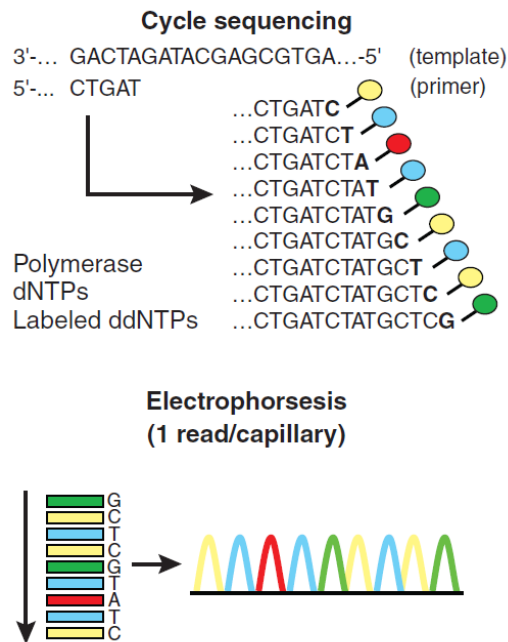 Cycle sequencing
3'-... GACTAGATACGAGCGTGA...-5' (template)
5'-... CTGAT (primer)
...CTGATC
...CTGATCT
...CTGATCTA
...CTGATCTAT
...CTGATCTATG
...CTGATCTATGC
Polymerase ...CTGATCTATGCT
dNTPs ...CTGATCTATGCTC
Labeled ddNTPs ...CTGATCTATGCTCG
Electrophorsesis
(1 read/capillary)
G
C
T
C
G
T
A
T
C